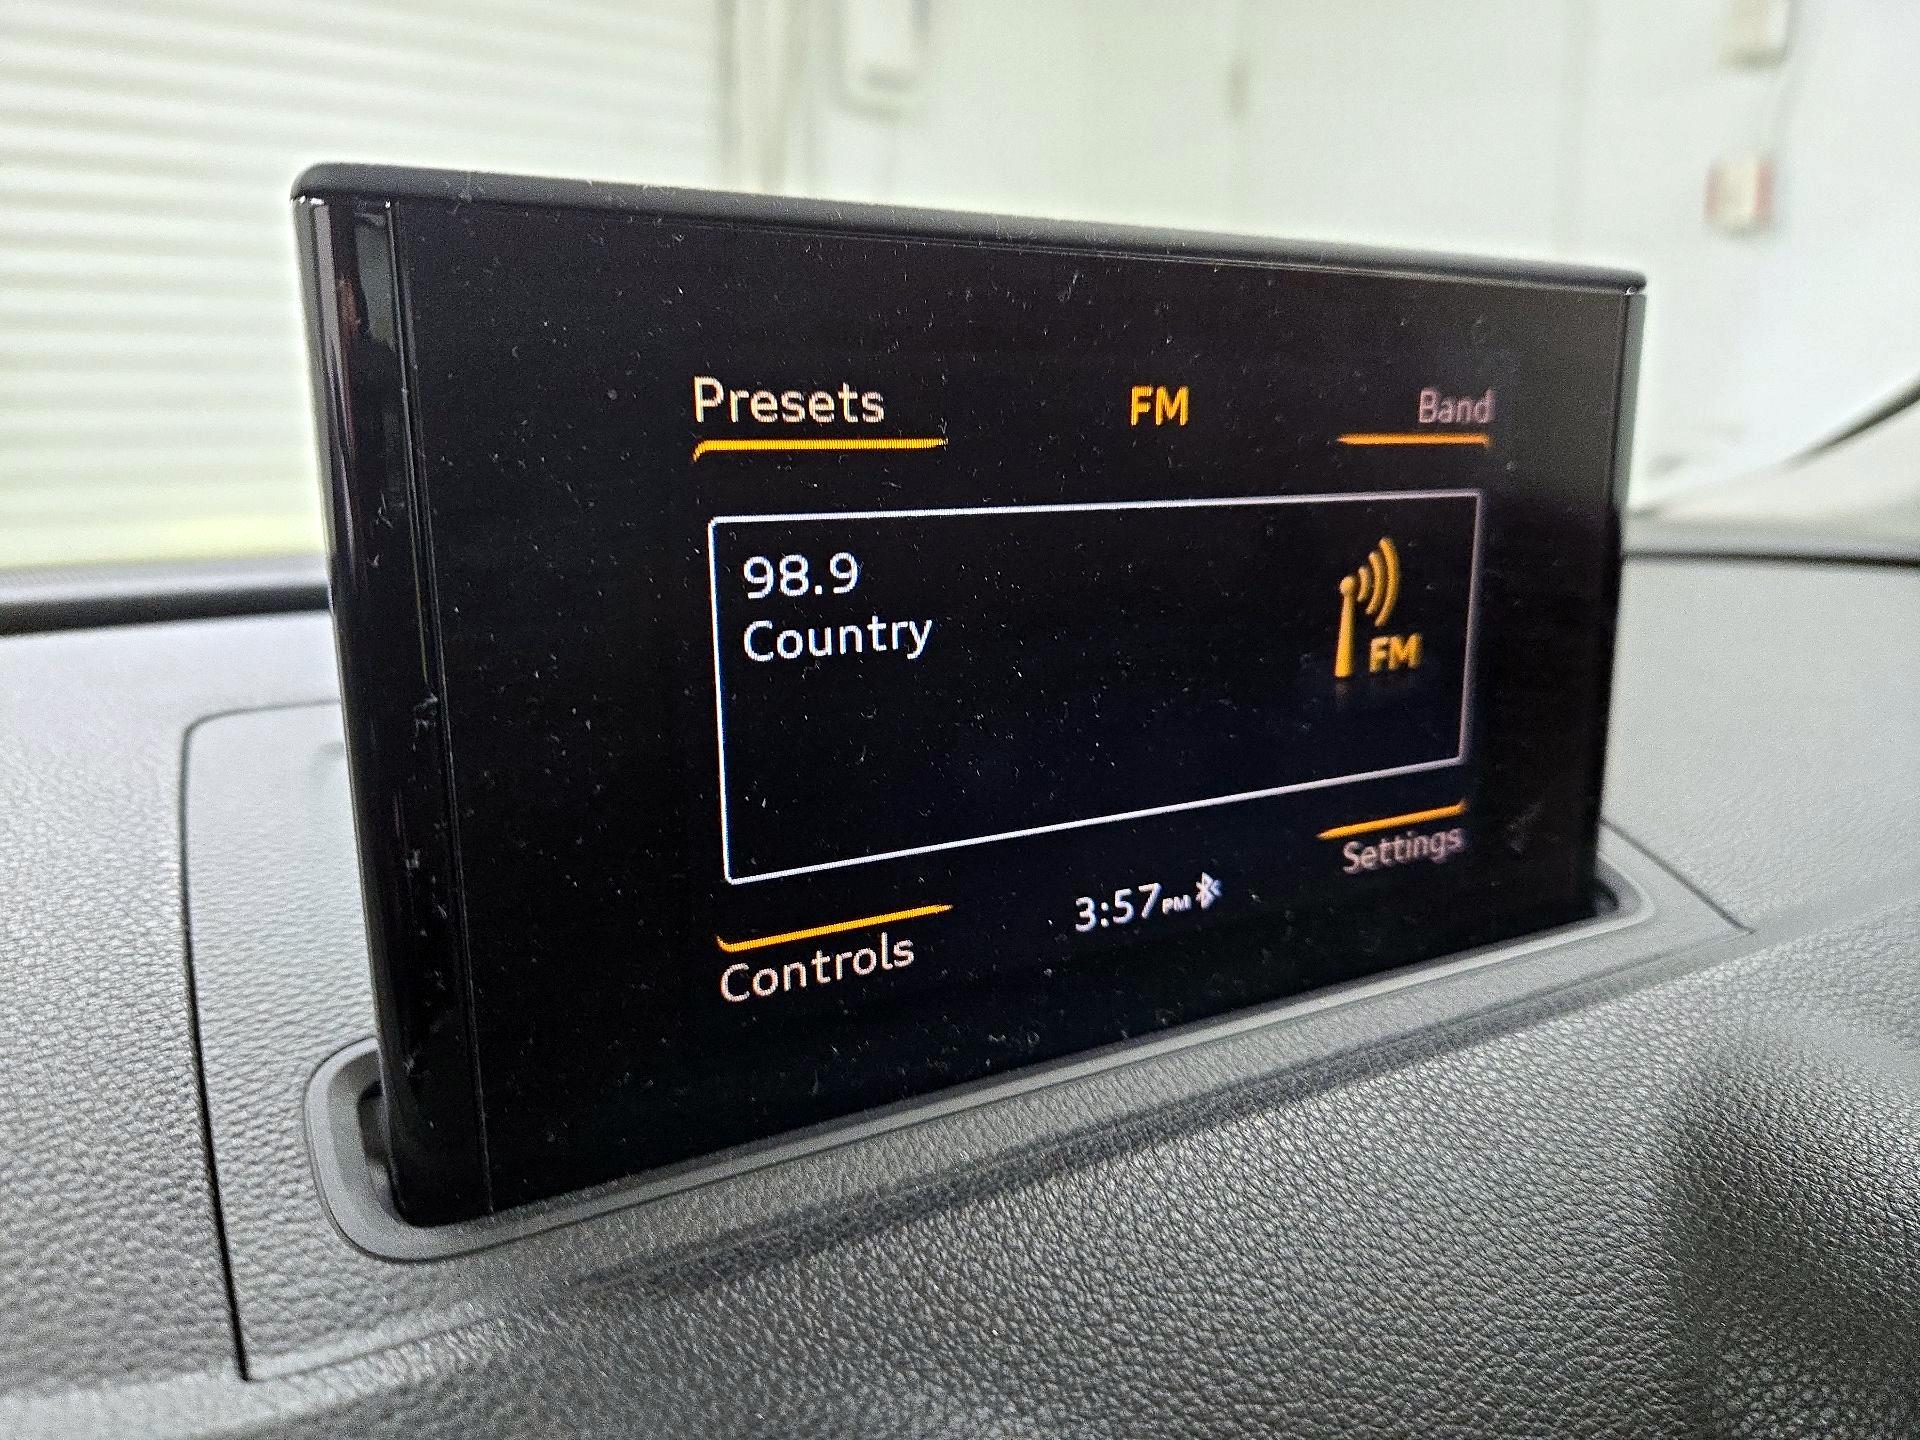 Presets FM Band
98.9
Country
FM
Settings
3:57PM
Controls